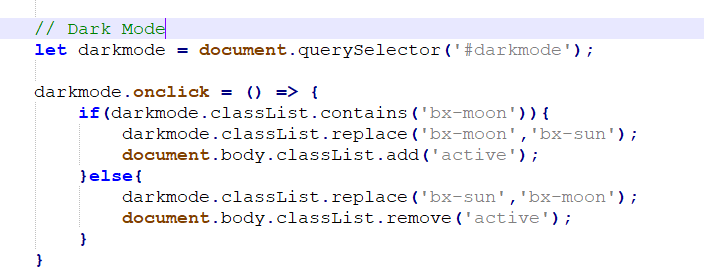 // Dark Mode
let darkmode = document.querySelector('#darkmode');
darkmode.onclick = () => {
    if(darkmode.classList.contains('bx-moon')){
        darkmode.classList.replace('bx-moon','bx-sun');
        document.body.classList.add('active');
    }else{
        darkmode.classList.replace('bx-sun','bx-moon');
        document.body.classList.remove('active');
    }
}